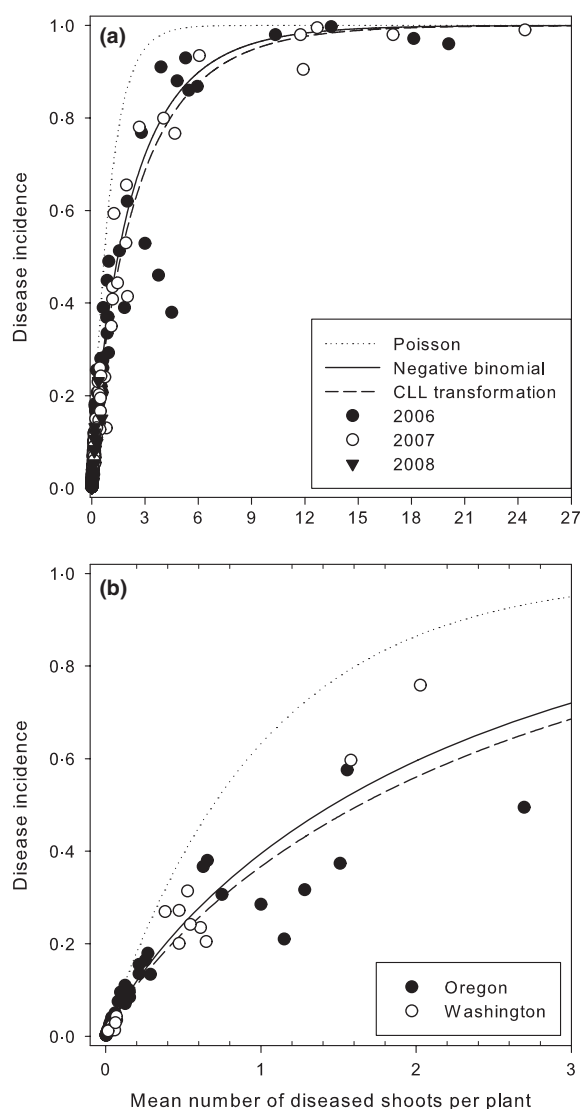 (a)
1·0
0·8
0·6
0·4
0·2
0·0
Disease incidence
Poisson
Negative binomial
CLL transformation
2006
2007
2008
0 3 6 9 12 15 18 21 24 27
(b)
1·0
0·8
0·6
0·4
0·2
0·0
Disease incidence
Oregon
Washington
0 1 2 3
Mean number of diseased shoots per plant